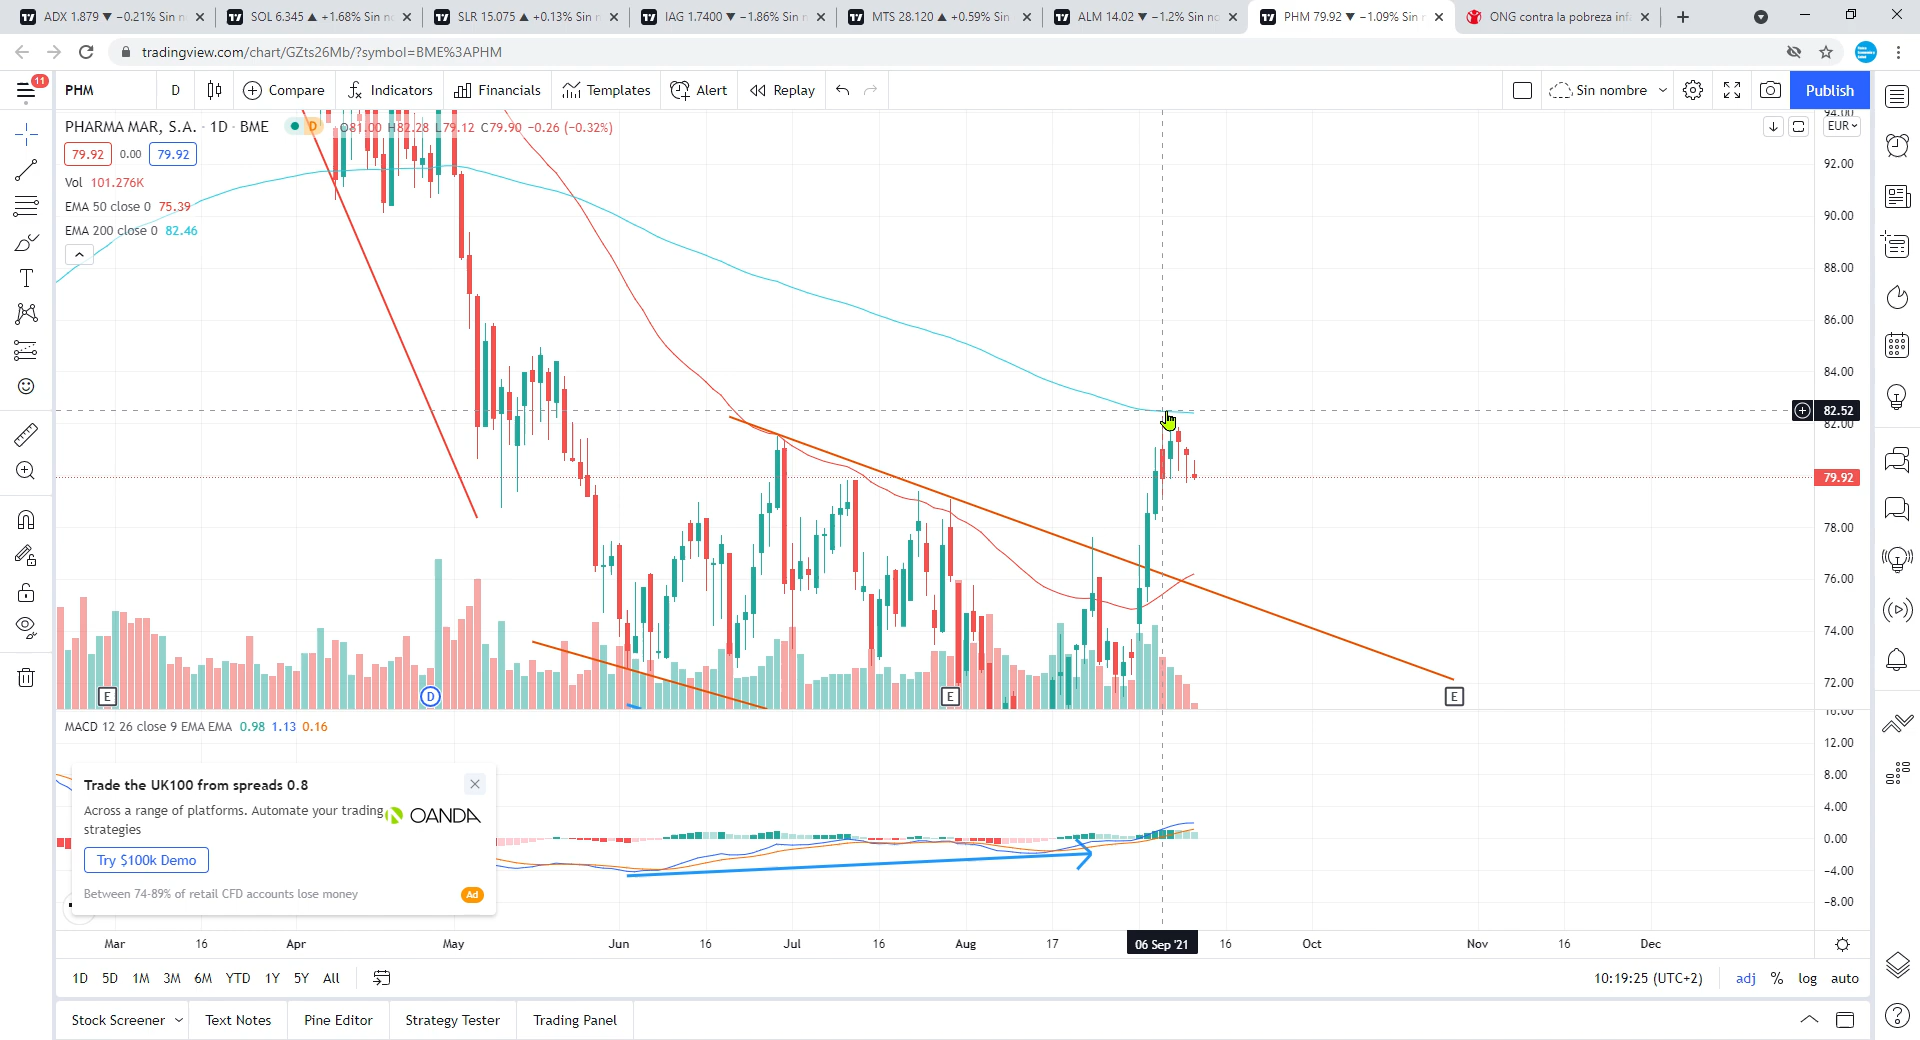 ADX 1.879 ▼ −0.21% Sin n
SOL 6.345 ▲ +1.68% Sin n
SLR 15.075 ▲ +0.13% Sin n
IAG 1.7400 ▼ −1.86% Sin n
MTS 28.120 ▲ +0.59% Sin
ALM 14.02 ▼ −1.2% Sin no
PHM 79.92 ▼ −1.09% Sin
ONG contra la pobreza inf
tradingview.com/chart/GZts26Mb/?symbol=BME%3APHM
11
PHM
D
Compare
Indicators
Financials
Templates
Alert
Replay
Sin nombre
Publish
PHARMA MAR, S.A. · 1D · BME
D
O81.00 H82.28 L79.12 C79.90 −0.26 (−0.32%)
EUR
79.92
0.00
79.92
Vol 101.276K
EMA 50 close 0 75.39
EMA 200 close 0 82.46
94.00
92.00
90.00
88.00
86.00
84.00
82.52
82.00
79.92
78.00
76.00
74.00
72.00
E
D
E
E
MACD 12 26 close 9 EMA EMA 0.98 1.13 0.16
16.00
12.00
8.00
4.00
0.00
−4.00
−8.00
Trade the UK100 from spreads 0.8
Across a range of platforms. Automate your trading
strategies
OANDA
Try $100k Demo
Between 74-89% of retail CFD accounts lose money
Ad
Mar
16
Apr
May
Jun
16
Jul
16
Aug
17
06 Sep '21
16
Oct
Nov
16
Dec
1D 5D 1M 3M 6M YTD 1Y 5Y All
10:19:25 (UTC+2)
adj % log auto
Stock Screener
Text Notes
Pine Editor
Strategy Tester
Trading Panel